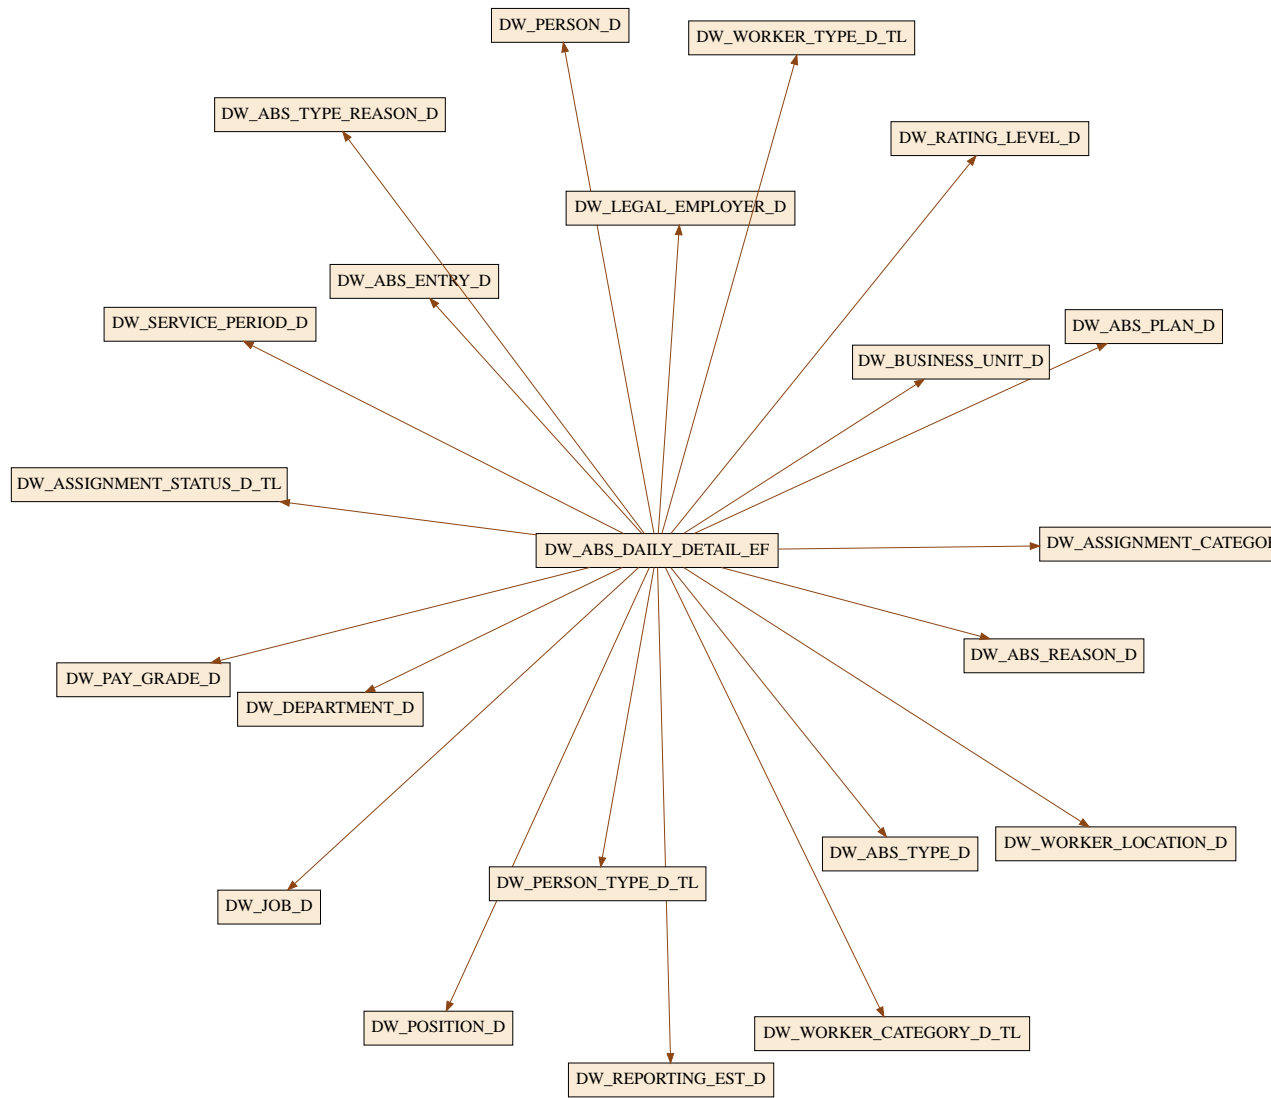 DW_PERSON_D
DW_WORKER_TYPE_D_TL
DW_ABS_TYPE_REASON_D
DW_RATING_LEVEL_D
DW_LEGAL_EMPLOYER_D
DW_ABS_ENTRY_D
DW_SERVICE_PERIOD_D
DW_ABS_PLAN_D
DW_BUSINESS_UNIT_D
DW_ASSIGNMENT_STATUS_D_TL
DW_ABS_DAILY_DETAIL_EF
DW_ASSIGNMENT_CATEGO
DW_ABS_REASON_D
DW_PAY_GRADE_D
DW_DEPARTMENT_D
DW_WORKER_LOCATION_D
DW_ABS_TYPE_D
DW_PERSON_TYPE_D_TL
DW_JOB_D
DW_POSITION_D
DW_WORKER_CATEGORY_D_TL
DW_REPORTING_EST_D